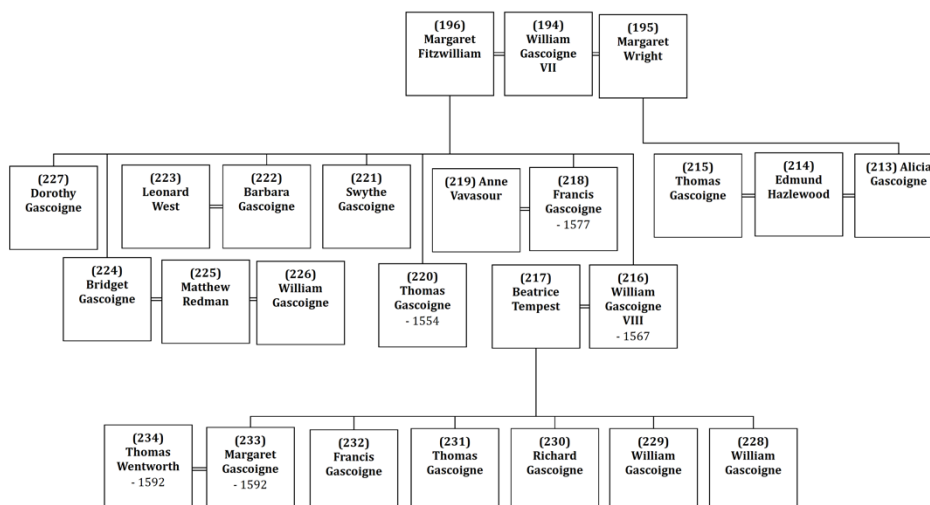 (196)
Margaret
Fitzwilliam
(194)
William
Gascoigne
VII
(195)
Margaret
Wright
(227)
Dorothy
Gascoigne
(223)
Leonard
West
(222)
Barbara
Gascoigne
(221)
Swythe
Gascoigne
(219) Anne
Vavasour
(218)
Francis
Gascoigne
- 1577
(215)
Thomas
Gascoigne
(214)
Edmund
Hazlewood
(213) Alicia
Gascoigne
(224)
Bridget
Gascoigne
(225)
Matthew
Redman
(226)
William
Gascoigne
(220)
Thomas
Gascoigne
- 1554
(217)
Beatrice
Tempest
(216)
William
Gascoigne
VIII
- 1567
(234)
Thomas
Wentworth
- 1592
(233)
Margaret
Gascoigne
- 1592
(232)
Francis
Gascoigne
(231)
Thomas
Gascoigne
(230)
Richard
Gascoigne
(229)
William
Gascoigne
(228)
William
Gascoigne